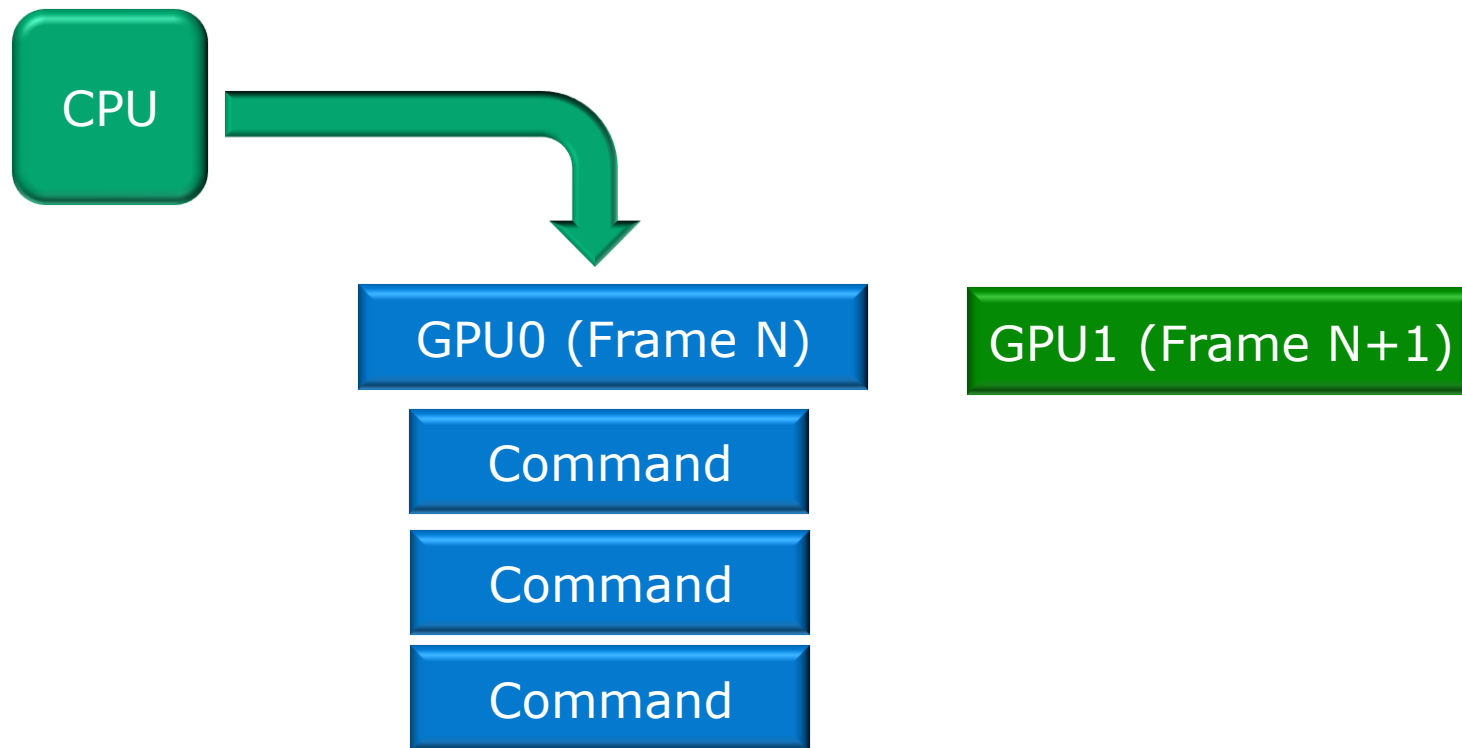 CPU
GPU0 (Frame N)
GPU1 (Frame N+1)
Command
Command
Command